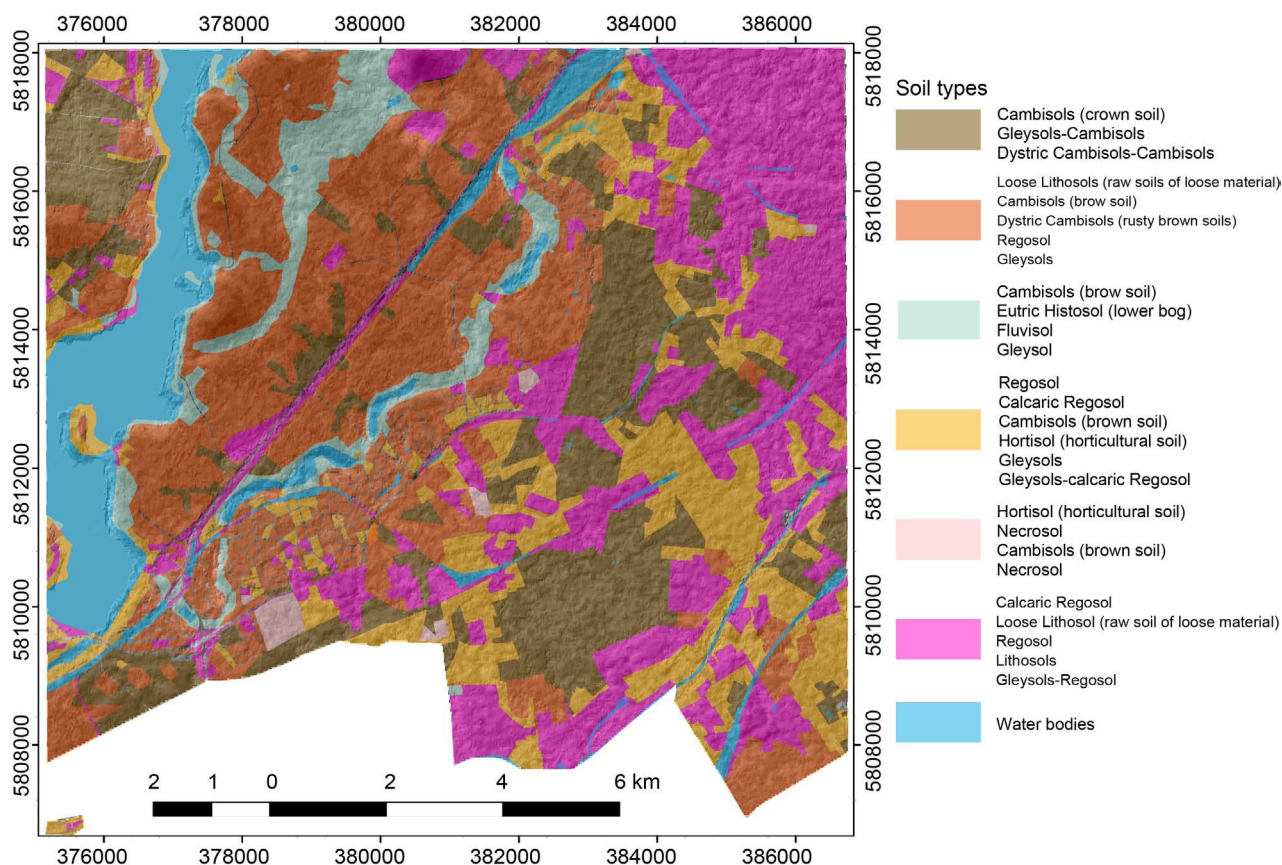 376000 378000 380000 382000 384000 386000
5818000 5818000
5816000 5816000
5814000 5814000
5812000 5812000
5810000 5810000
5808000 5808000
2 1 0 2 4 6 km
376000 378000 380000 382000 384000 386000
Soil types
Cambisols (crown soil)
Gleysols-Cambisols
Dystric Cambisols-Cambisols
Loose Lithosols (raw soils of loose material)
Cambisols (brow soil)
Dystric Cambisols (rusty brown soils)
Regosol
Gleysols
Cambisols (brow soil)
Eutric Histosol (lower bog)
Fluvisol
Gleysol
Regosol
Calcaric Regosol
Cambisols (brown soil)
Hortisol (horticultural soil)
Gleysols
Gleysols-calcaric Regosol
Hortisol (horticultural soil)
Necrosol
Cambisols (brown soil)
Necrosol
Calcaric Regosol
Loose Lithosol (raw soil of loose material)
Regosol
Lithosols
Gleysols-Regosol
Water bodies